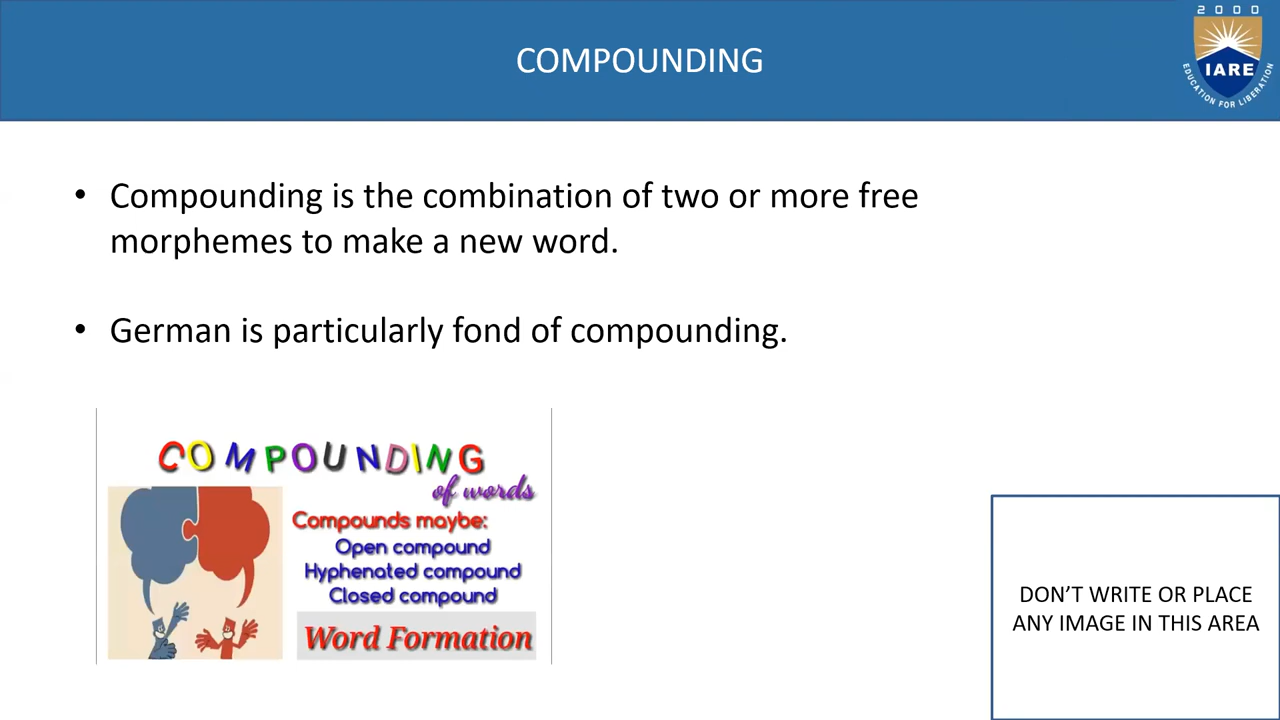 COMPOUNDING
2000
IARE
EDUCATION FOR LIBERATION
• Compounding is the combination of two or more free
morphemes to make a new word.
• German is particularly fond of compounding.
COMPOUNDING
of words
Compounds maybe:
Open compound
Hyphenated compound
Closed compound
Word Formation
DON’T WRITE OR PLACE
ANY IMAGE IN THIS AREA